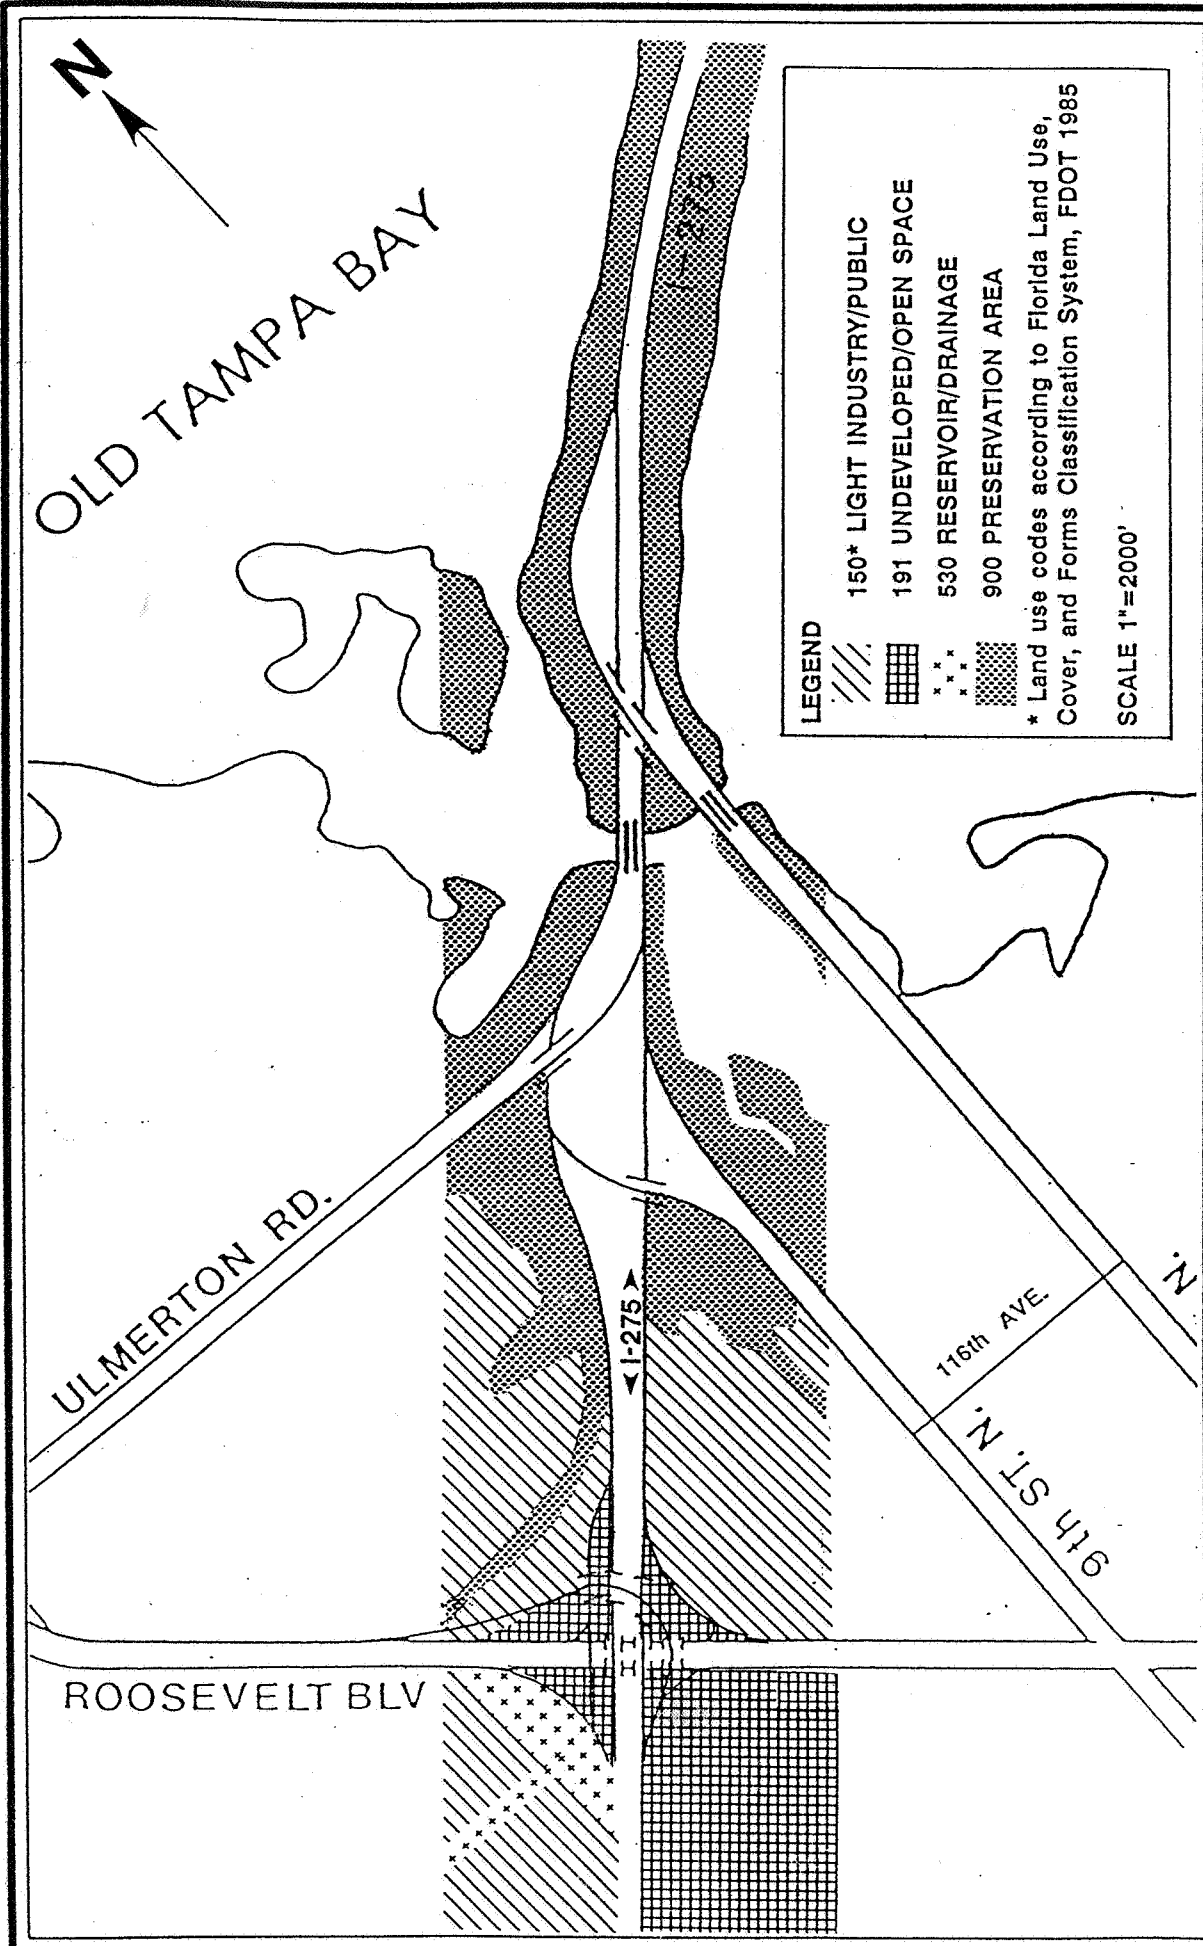 N
OLD TAMPA BAY
I-275
LEGEND
150* LIGHT INDUSTRY/PUBLIC
191 UNDEVELOPED/OPEN SPACE
530 RESERVOIR/DRAINAGE
900 PRESERVATION AREA
* Land use codes according to Florida Land Use,
Cover, and Forms Classification System, FDOT 1985
SCALE 1"=2000'
ULMERTON RD.
I-275
116th AVE.
N.
9th ST. N.
ROOSEVELT BLV